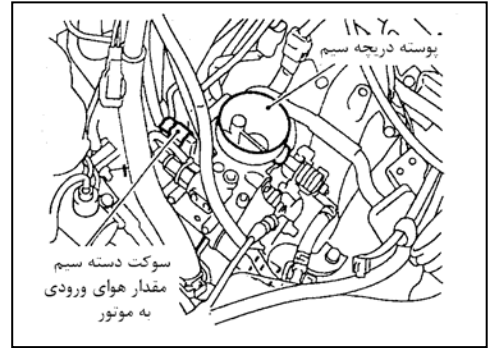 پوسته دریچه سیم
سوکت دسته سیم
مقدار هوای ورودی
به موتور